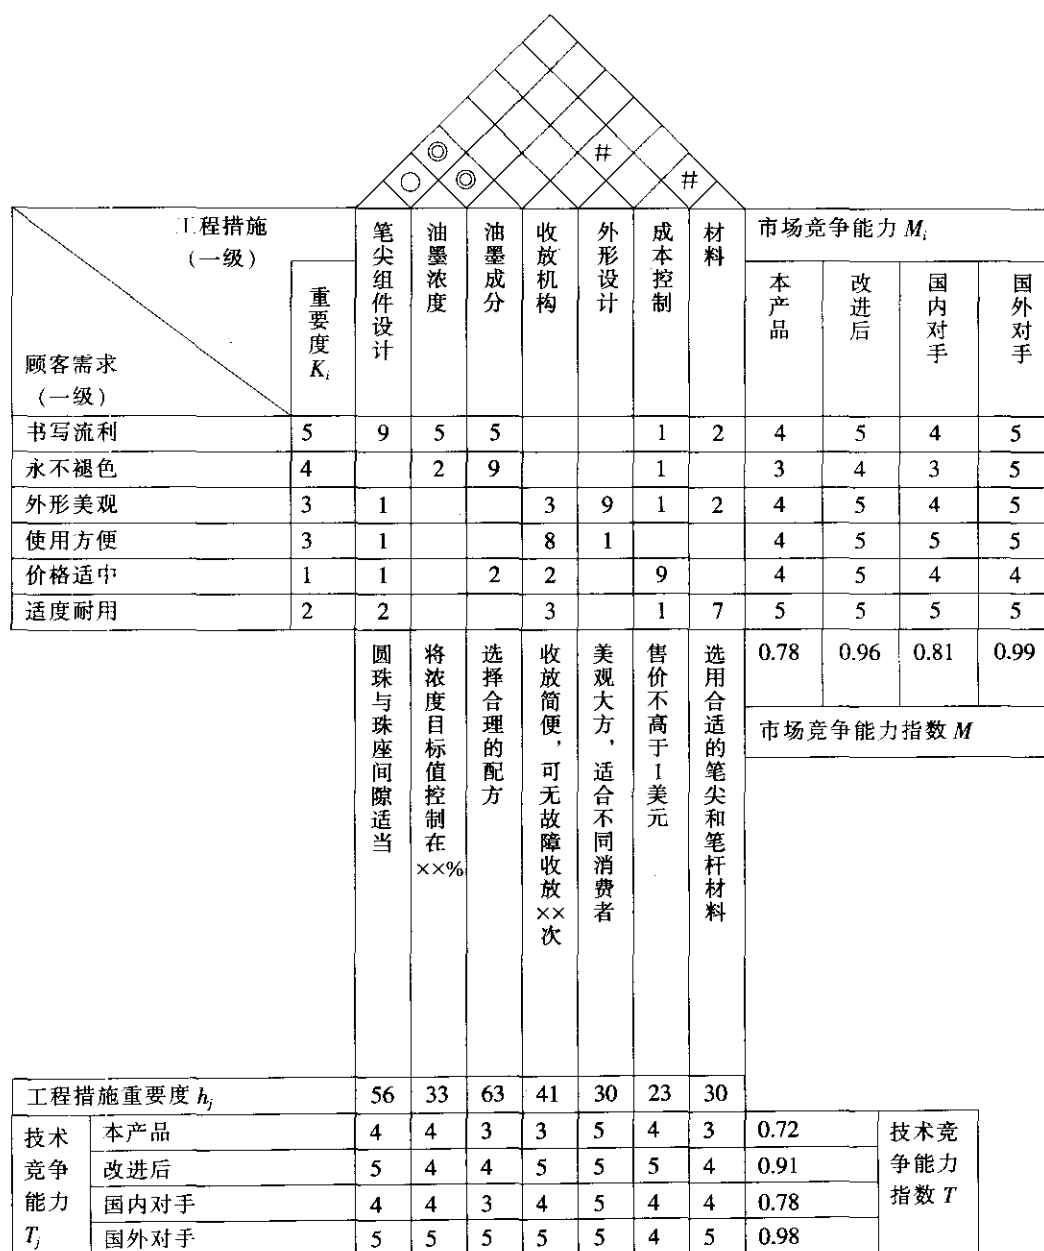 ◎ #
○ ◎ #
工程措施
(一级)
重要度 Kᵢ
顾客需求
(一级)
笔尖组件设计
油墨浓度
油墨成分
收放机构
外形设计
成本控制
材料
市场竞争能力 Mᵢ
本产品
改进后
国内对手
国外对手
书写流利 5 9 5 5 1 2 4 5 4 5
永不褪色 4 2 9 1 3 4 3 5
外形美观 3 1 3 9 1 2 4 5 4 5
使用方便 3 1 8 1 4 5 5 5
价格适中 1 1 2 2 9 4 5 4 4
适度耐用 2 2 3 1 7 5 5 5 5
圆珠与珠座间隙适当
将浓度目标值控制在××%
选择合理的配方
收放简便，可无故障收放××次
美观大方，适合不同消费者
售价不高于1美元
选用合适的笔尖和笔杆材料
0.78 0.96 0.81 0.99
市场竞争能力指数 M
工程措施重要度 hⱼ 56 33 63 41 30 23 30
技术竞争能力 Tⱼ
本产品 4 4 3 3 5 4 3 0.72
改进后 5 4 4 5 5 5 4 0.91
国内对手 4 4 3 4 5 4 4 0.78
国外对手 5 5 5 5 5 4 5 0.98
技术竞争能力指数 T